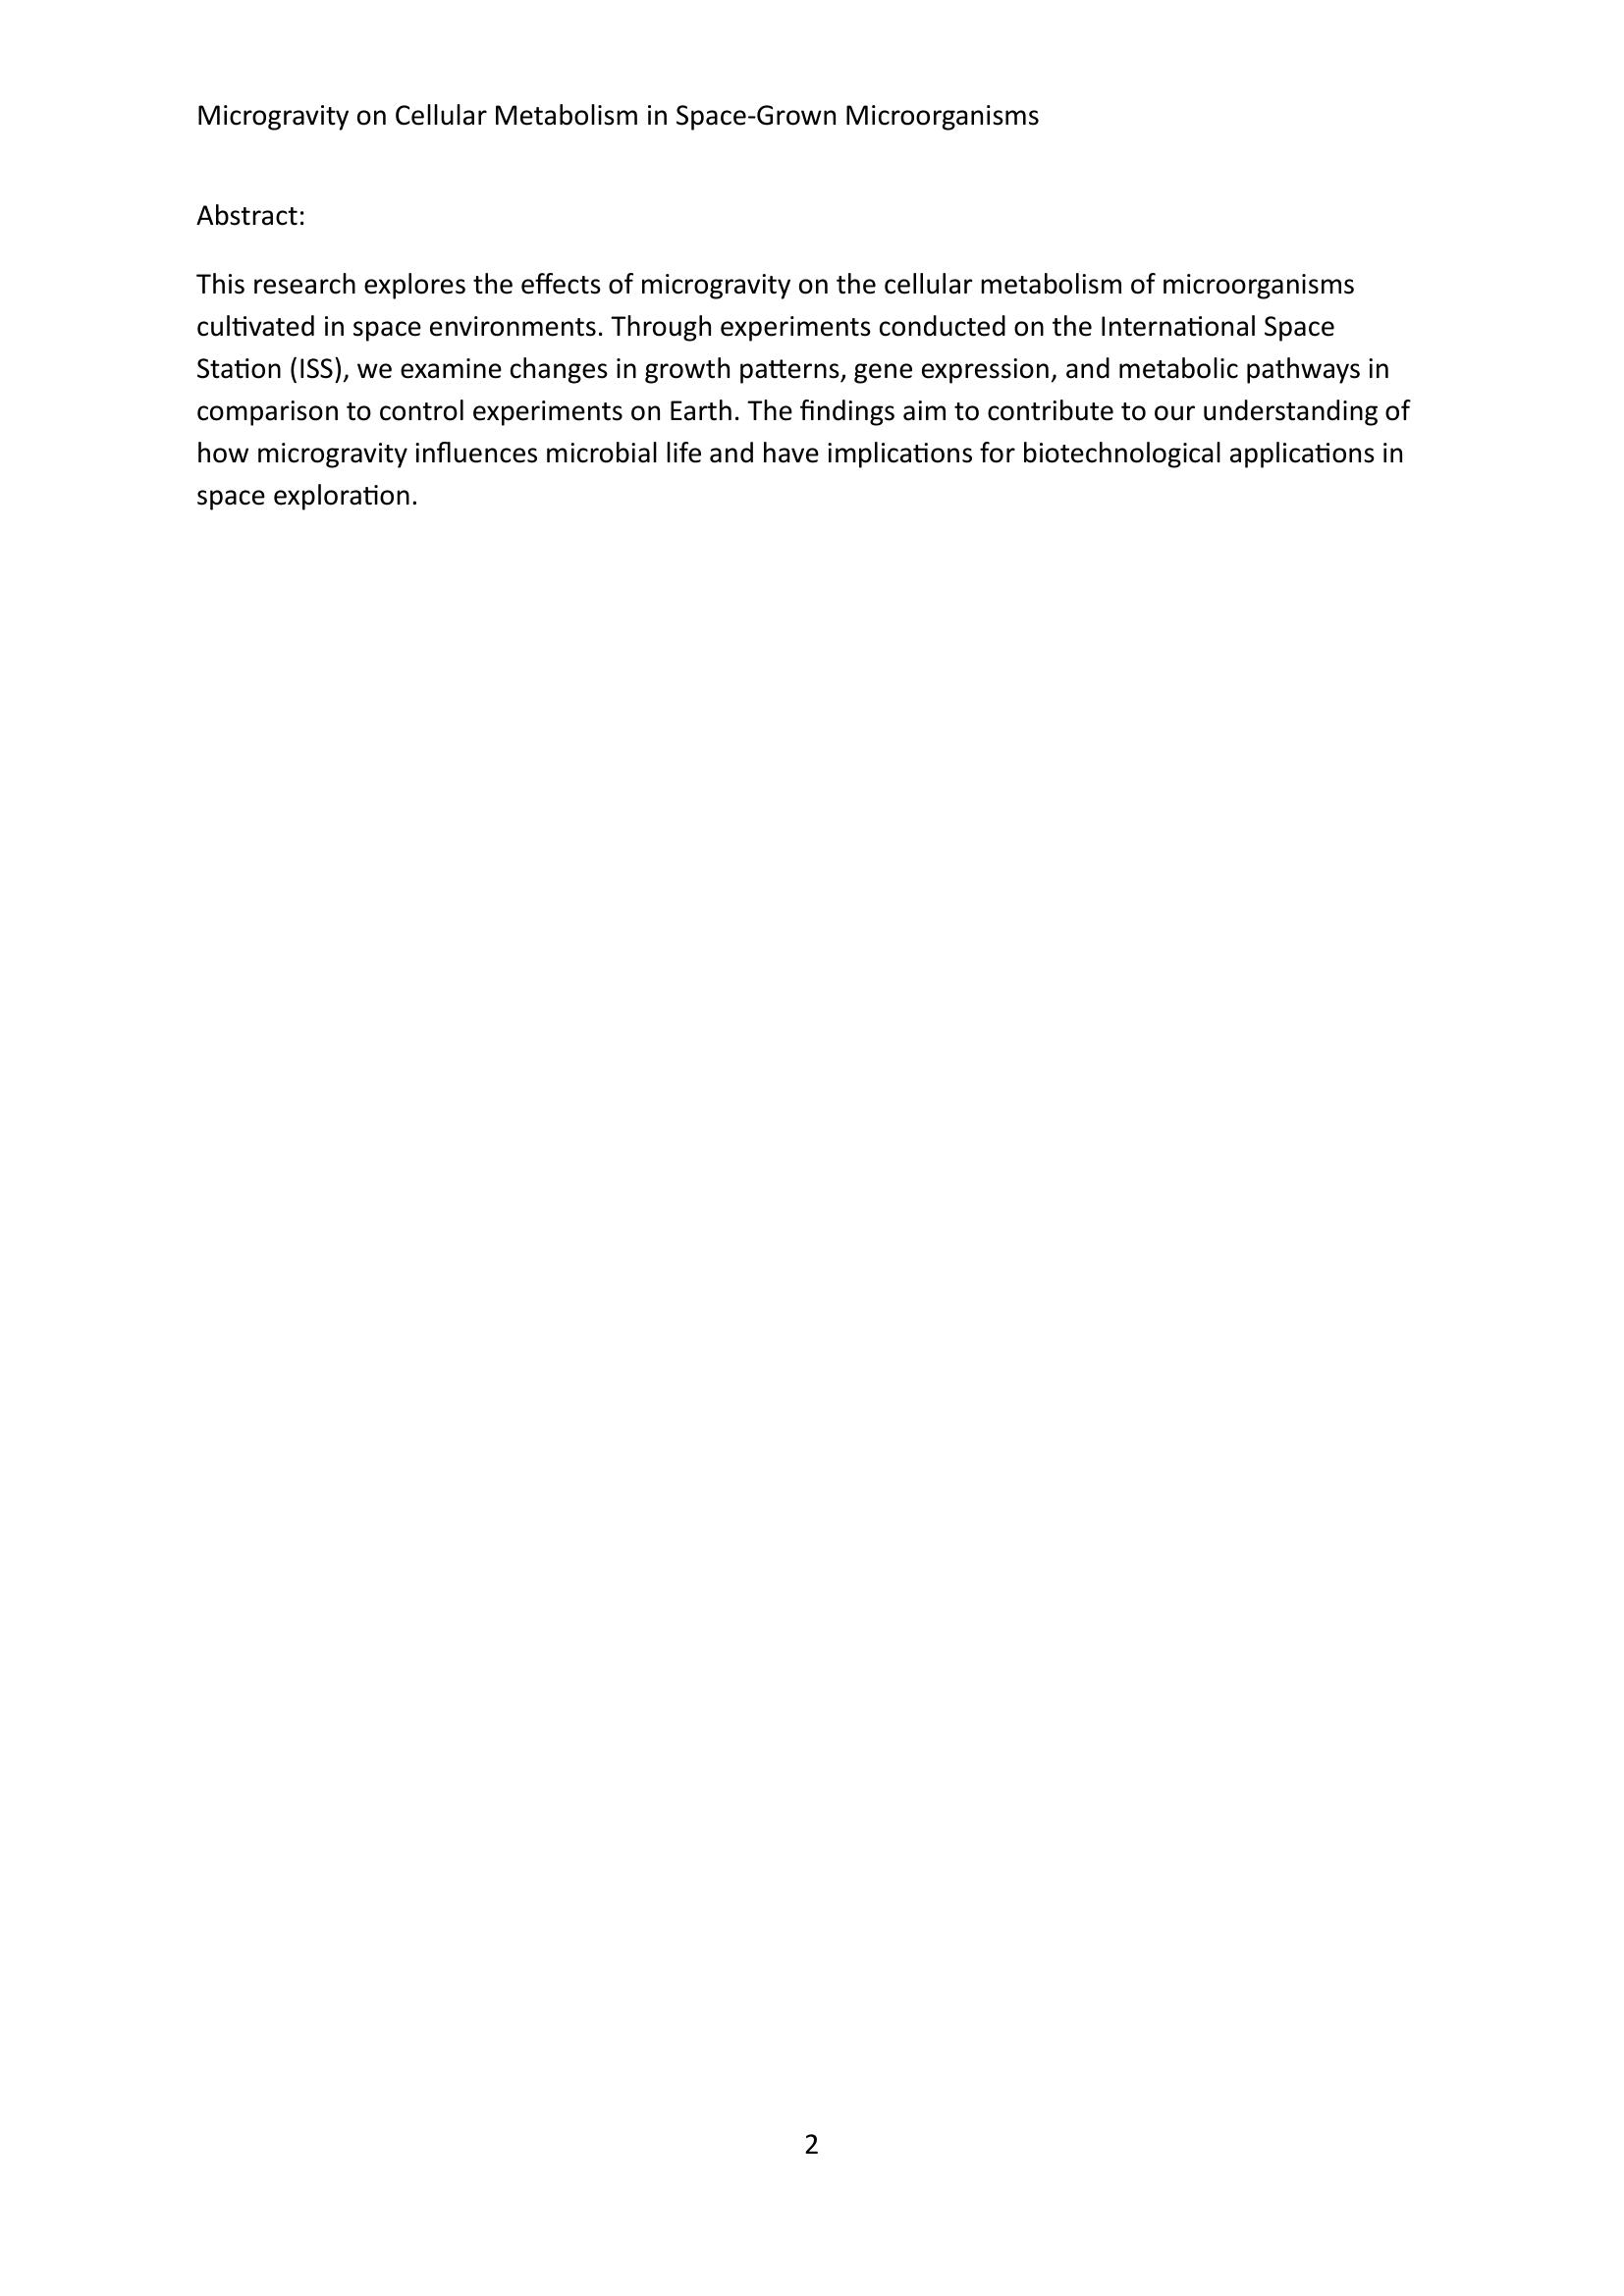 Microgravity on Cellular Metabolism in Space-Grown Microorganisms
Abstract:
This research explores the effects of microgravity on the cellular metabolism of microorganisms
cultivated in space environments. Through experiments conducted on the International Space
Station (ISS), we examine changes in growth patterns, gene expression, and metabolic pathways in
comparison to control experiments on Earth. The findings aim to contribute to our understanding of
how microgravity influences microbial life and have implications for biotechnological applications in
space exploration.
2